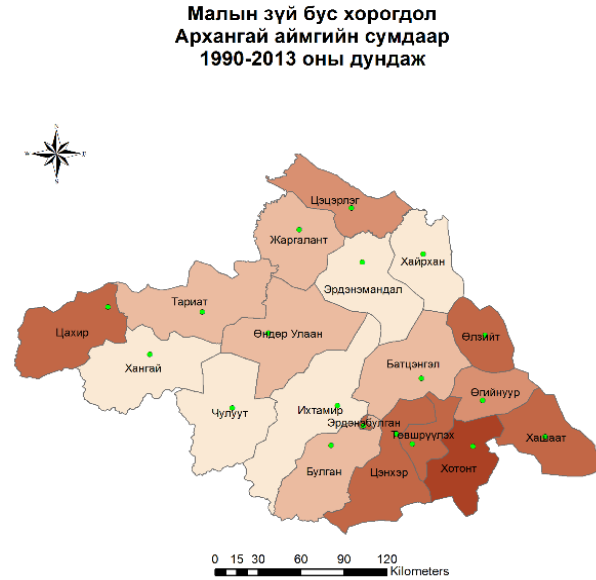 Малын зүй бус хорогдол
Архангай аймгийн сумдаар
1990-2013 оны дундаж
Цэцэрлэг
Жаргалант
Хайрхан
Эрдэнэмандал
Тариат
Цахир
Өндөр Улаан
Өлзийт
Хангай
Батцэнгэл
Өгийнуур
Чулуут
Ихтамир
Эрдэнэбулган
Төвшрүүлэх
Хашаат
Булган
Цэнхэр
Хотонт
0 15 30 60 90 120
Kilometers